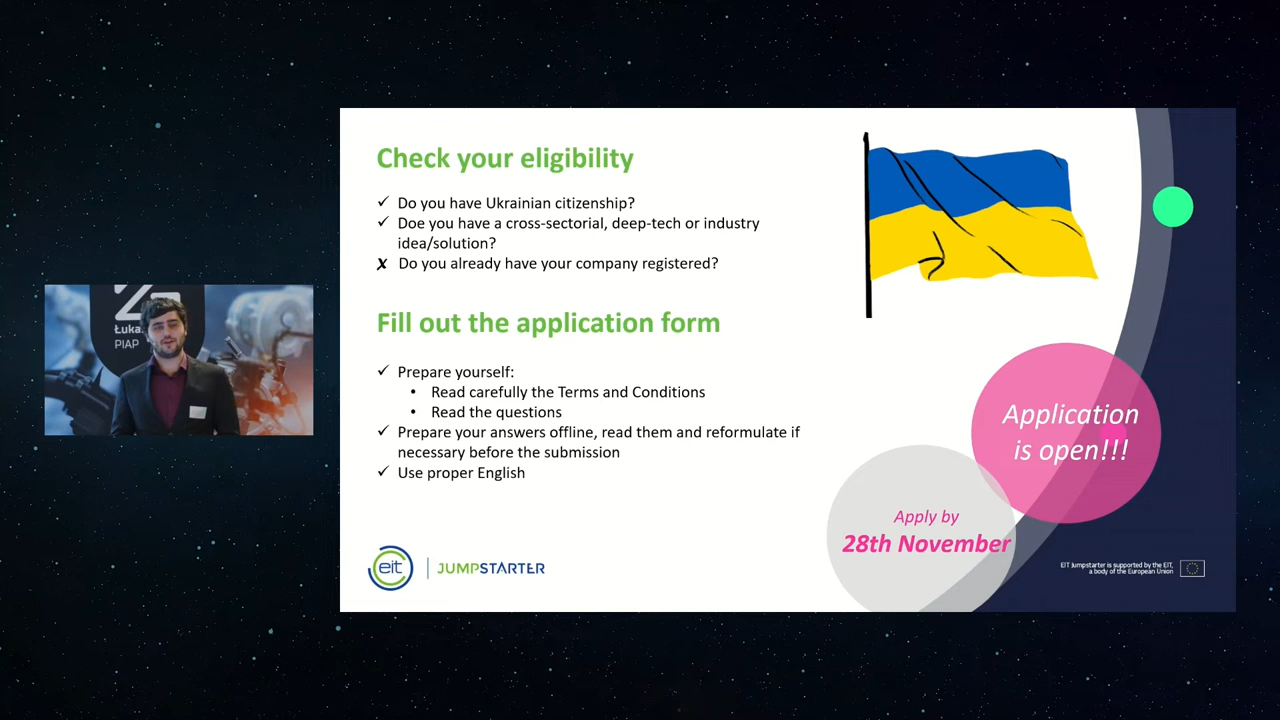 Check your eligibility
✓ Do you have Ukrainian citizenship?
✓ Doe you have a cross-sectorial, deep-tech or industry
idea/solution?
✗ Do you already have your company registered?
Fill out the application form
✓ Prepare yourself:
• Read carefully the Terms and Conditions
• Read the questions
✓ Prepare your answers offline, read them and reformulate if
necessary before the submission
✓ Use proper English
Application
is open!!!
Apply by
28th November
eit
JUMPSTARTER
EIT Jumpstarter is supported by the EIT,
a body of the European Union
Łuka
PIAP